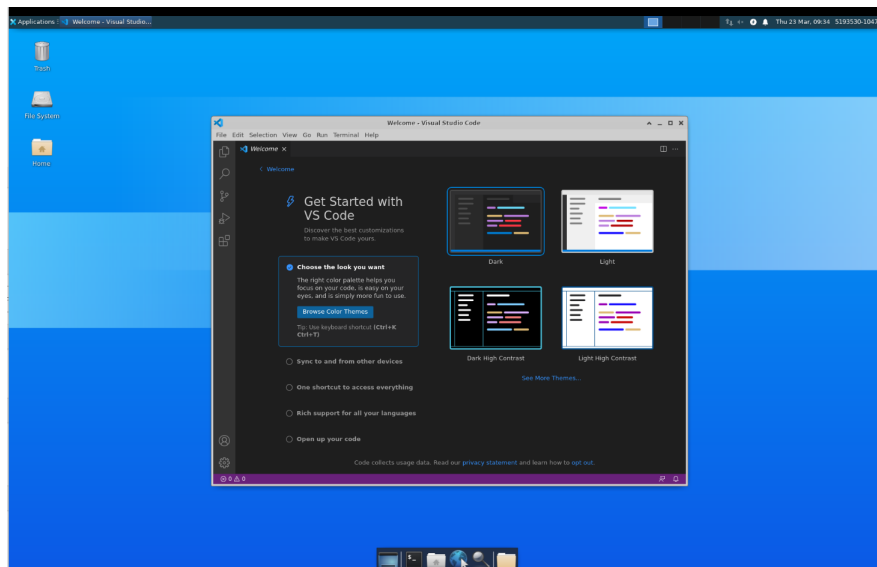 Applications : Welcome - Visual Studio...
Thu 23 Mar, 09:34 5193530-1047
Trash
File System
Home
Welcome - Visual Studio Code
File Edit Selection View Go Run Terminal Help
Welcome
< Welcome
Get Started with
VS Code
Discover the best customizations
to make VS Code yours.
Choose the look you want
The right color palette helps you
focus on your code, is easy on your
eyes, and is simply more fun to use.
Browse Color Themes
Tip: Use keyboard shortcut (Ctrl+K
Ctrl+T)
Sync to and from other devices
One shortcut to access everything
Rich support for all your languages
Open up your code
Dark
Light
Dark High Contrast
Light High Contrast
See More Themes...
Code collects usage data. Read our privacy statement and learn how to opt out.
0 0